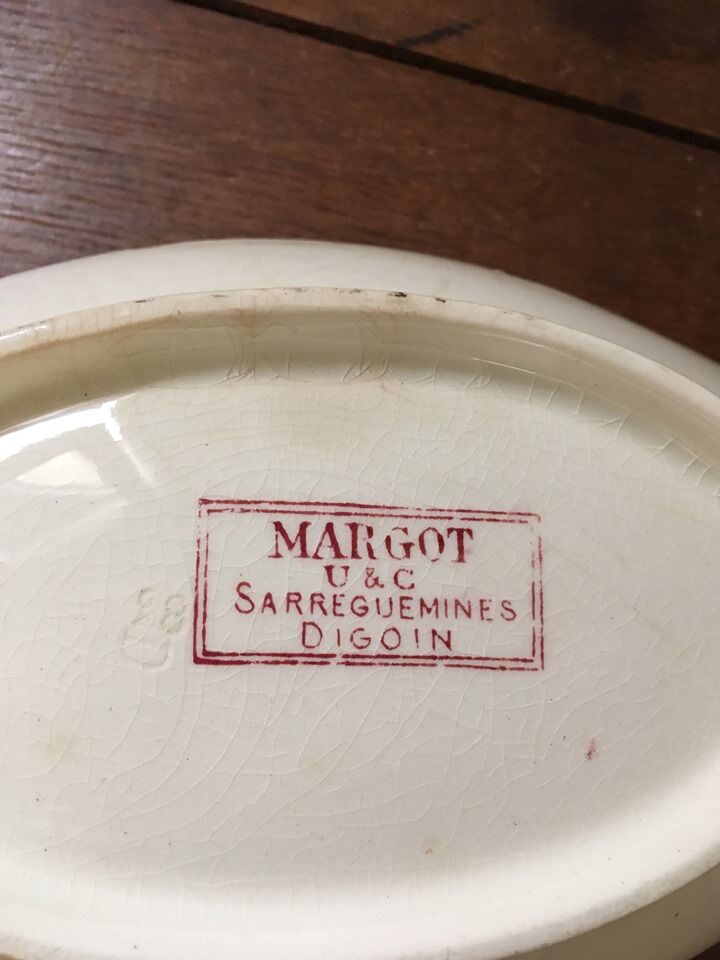 MARGOT
U & C
SARREGUEMINES
DIGOIN